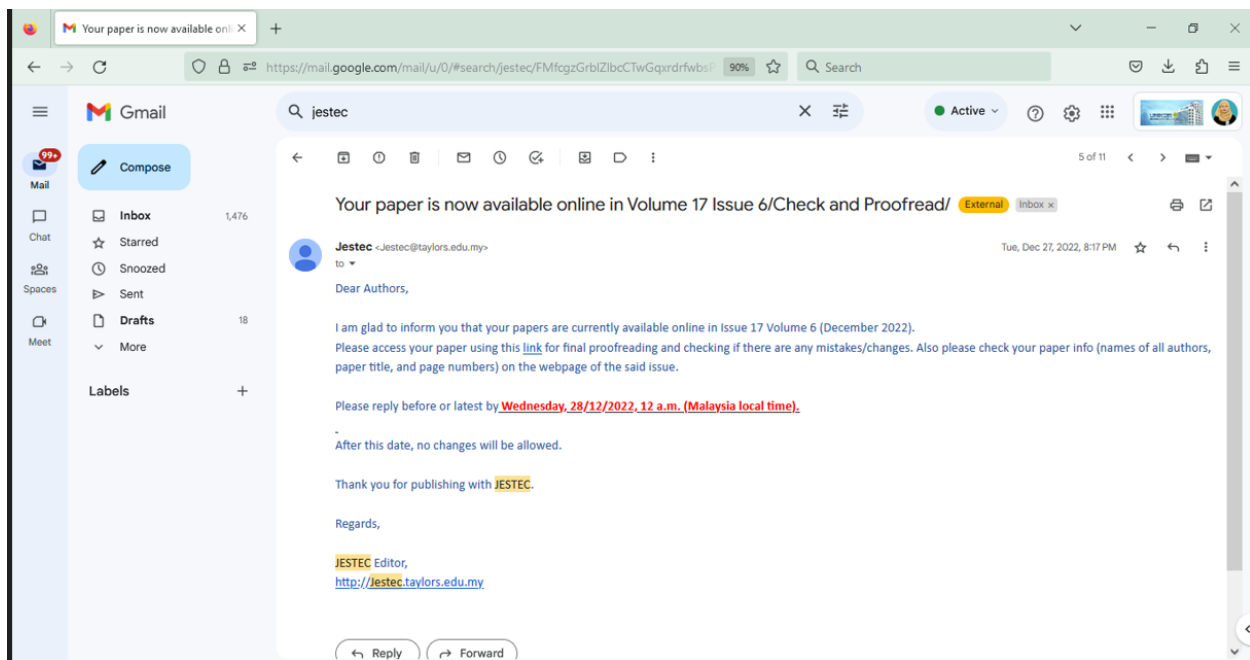 Your paper is now available onli
https://mail.google.com/mail/u/0/#search/jestec/FMfcgzGrblZlbcCTwGqxrdrfwbsF 90% Search
Gmail
jestec
Active
99+
Mail
Compose
5 of 11
Your paper is now available online in Volume 17 Issue 6/Check and Proofread/ External Inbox x
Inbox 1,476
Chat
Starred
Jestec <Jestec@taylors.edu.my> Tue, Dec 27, 2022, 8:17 PM
to
Snoozed
Spaces
Dear Authors,
Sent
Drafts 18
Meet
More
I am glad to inform you that your papers are currently available online in Issue 17 Volume 6 (December 2022).
Please access your paper using this link for final proofreading and checking if there are any mistakes/changes. Also please check your paper info (names of all authors,
paper title, and page numbers) on the webpage of the said issue.
Labels
Please reply before or latest by Wednesday, 28/12/2022, 12 a.m. (Malaysia local time).
After this date, no changes will be allowed.
Thank you for publishing with JESTEC.
Regards,
JESTEC Editor,
http://Jestec.taylors.edu.my
Reply
Forward